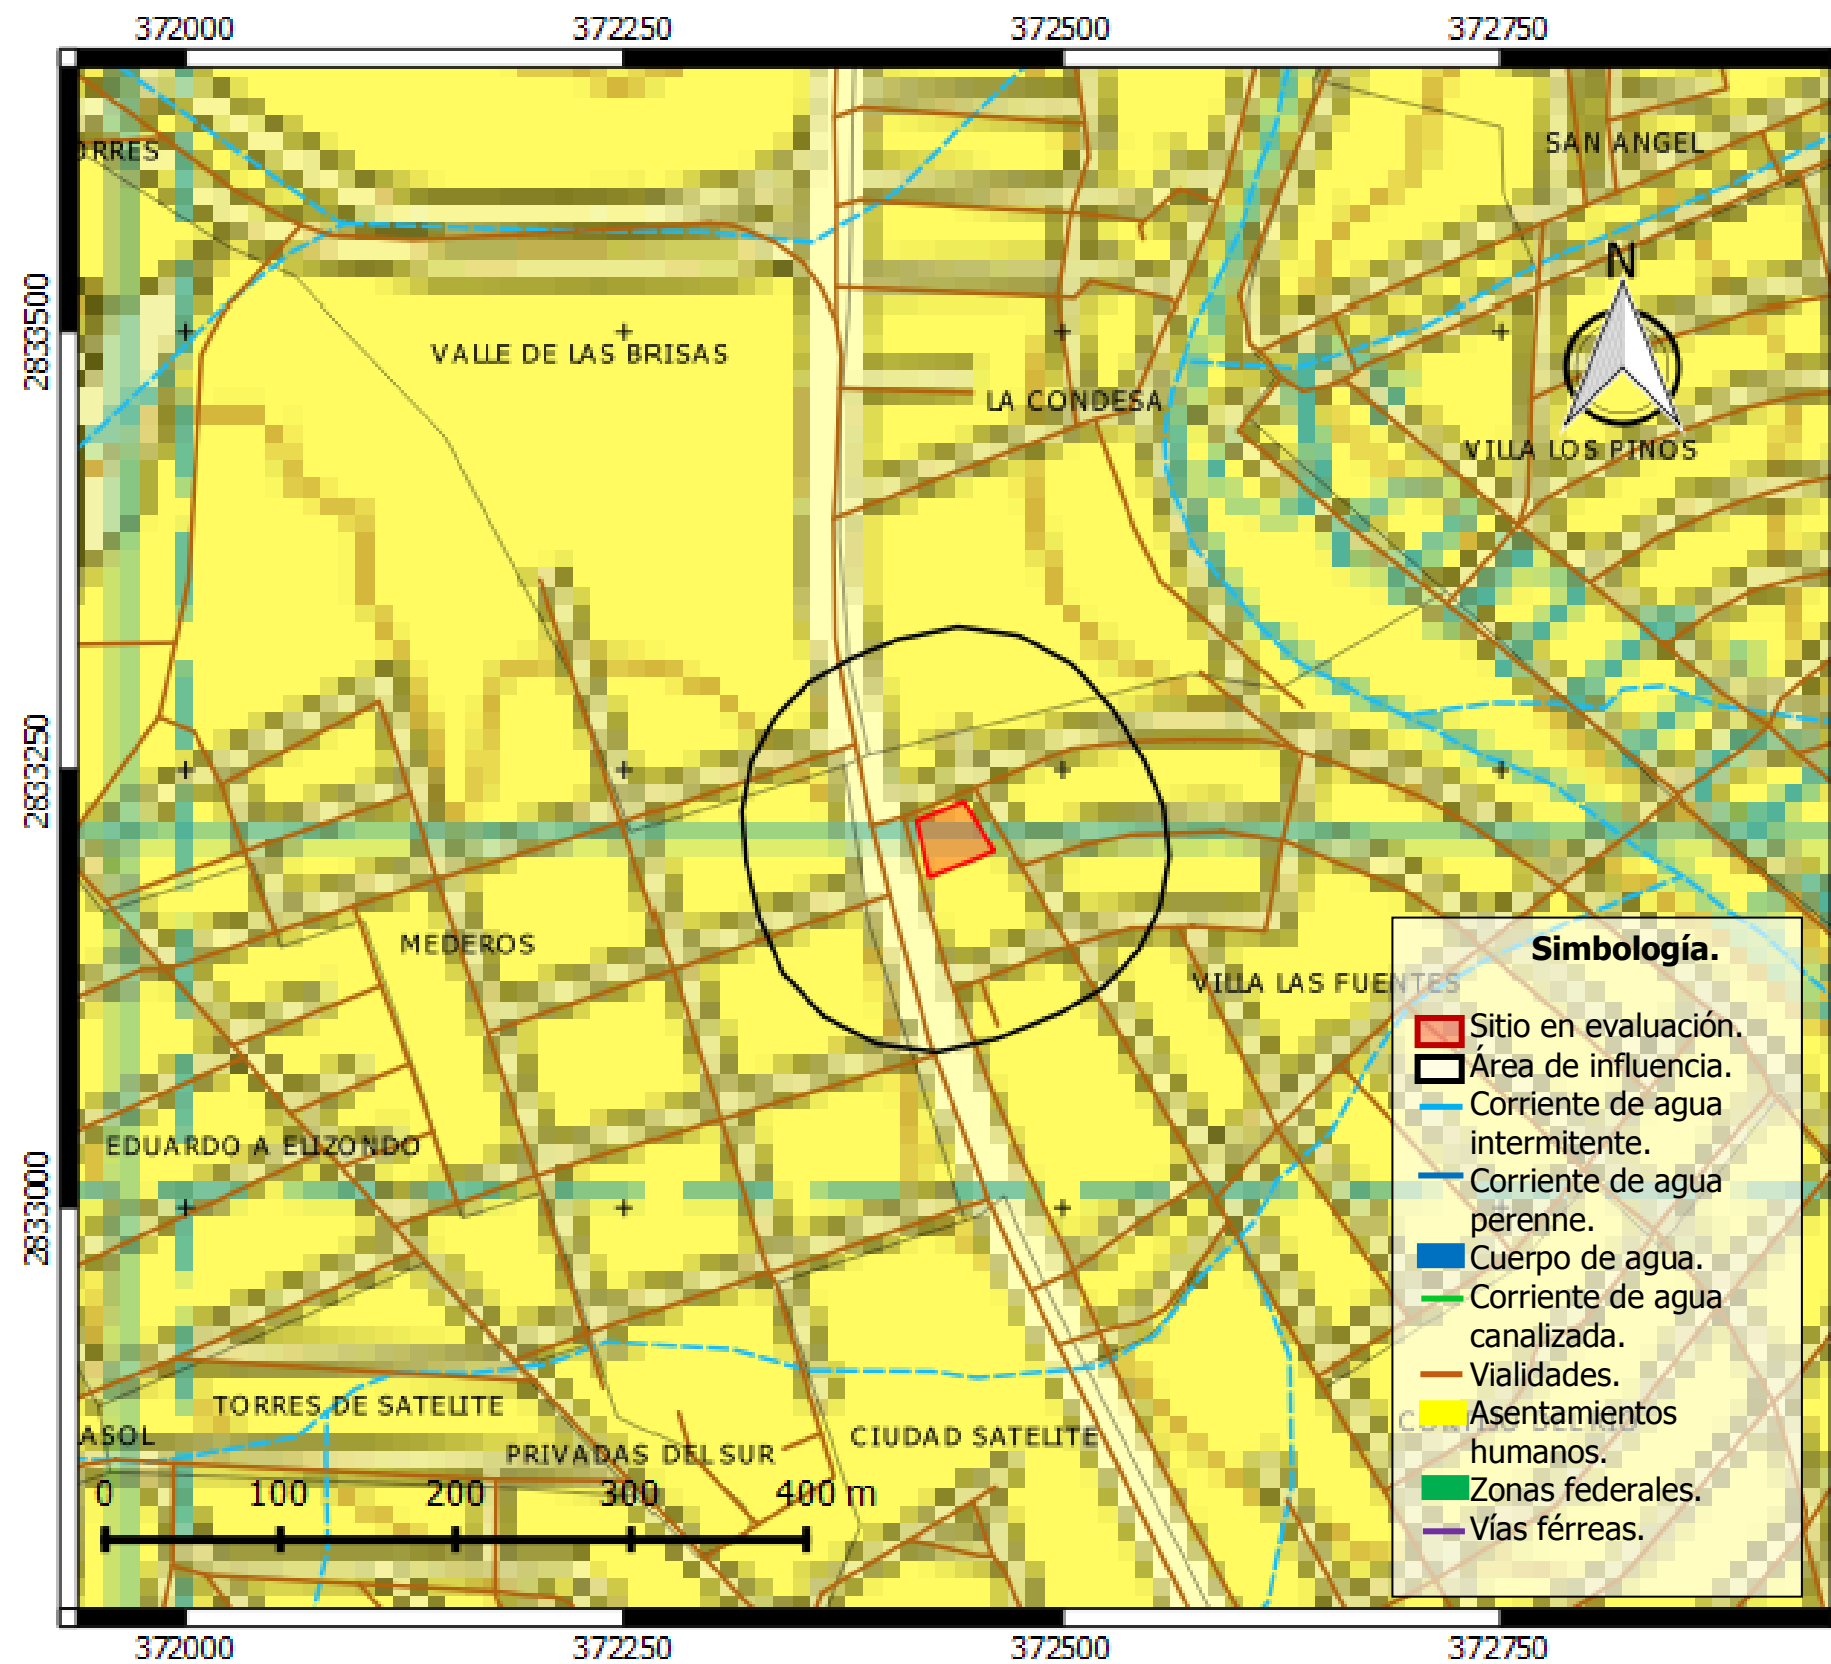 372000 372250 372500 372750
ORRES
SAN ANGEL
N
2833500
VALLE DE LAS BRISAS
LA CONDESA
VILLA LOS PINOS
2833250
MEDEROS
VILLA LAS FUENTES
EDUARDO A ELIZONDO
2833000
TORRES DE SATELITE
ASOL
PRIVADAS DEL SUR
CIUDAD SATELITE
0 100 200 300 400 m
Simbología.
Sitio en evaluación.
Área de influencia.
Corriente de agua
intermitente.
Corriente de agua
perenne.
Cuerpo de agua.
Corriente de agua
canalizada.
Vialidades.
Asentamientos
humanos.
Zonas federales.
Vías férreas.
372000 372250 372500 372750